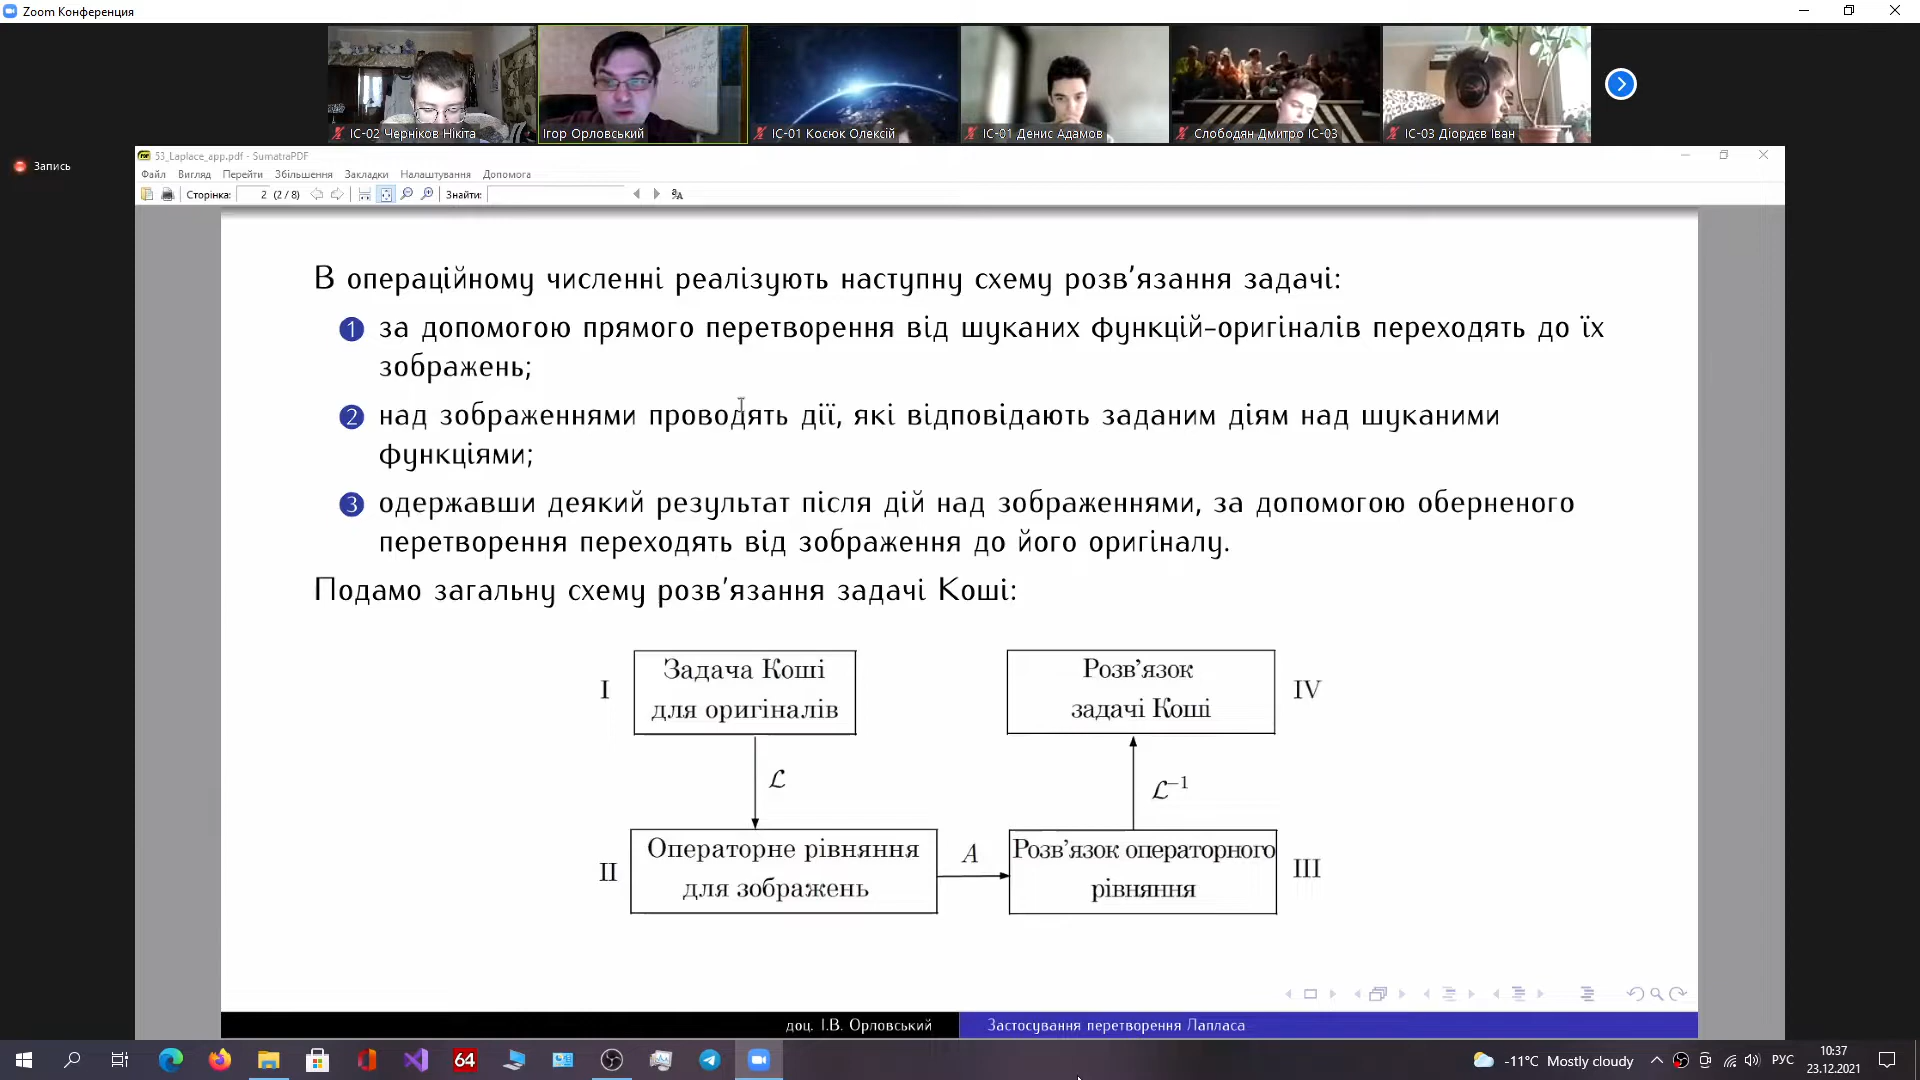 Zoom Конференция
ІС-02 Черніков Нікіта
Ігор Орловський
ІС-01 Косюк Олексій
ІС-01 Денис Адамов
Слободян Дмитро ІС-03
ІС-03 Діордєв Іван
Запись
53_Laplace_app.pdf - SumatraPDF
Файл Вигляд Перейти Збільшення Закладки Налаштування Допомога
Сторінка: 2 (2 / 8) Знайти:
В операційному численні реалізують наступну схему розв’язання задачі:
1 за допомогою прямого перетворення від шуканих функцій-оригіналів переходять до їх
зображень;
2 над зображеннями проводять дії, які відповідають заданим діям над шуканими
функціями;
3 одержавши деякий результат після дій над зображеннями, за допомогою оберненого
перетворення переходять від зображення до його оригіналу.
Подамо загальну схему розв’язання задачі Коші:
I
Задача Коші
для оригіналів
Розв’язок
задачі Коші
IV
ℒ
ℒ⁻¹
II
Операторне рівняння
для зображень
A
Розв’язок операторного
рівняння
III
доц. І.В. Орловський
Застосування перетворення Лапласа
64
-11°C Mostly cloudy
РУС
10:37
23.12.2021